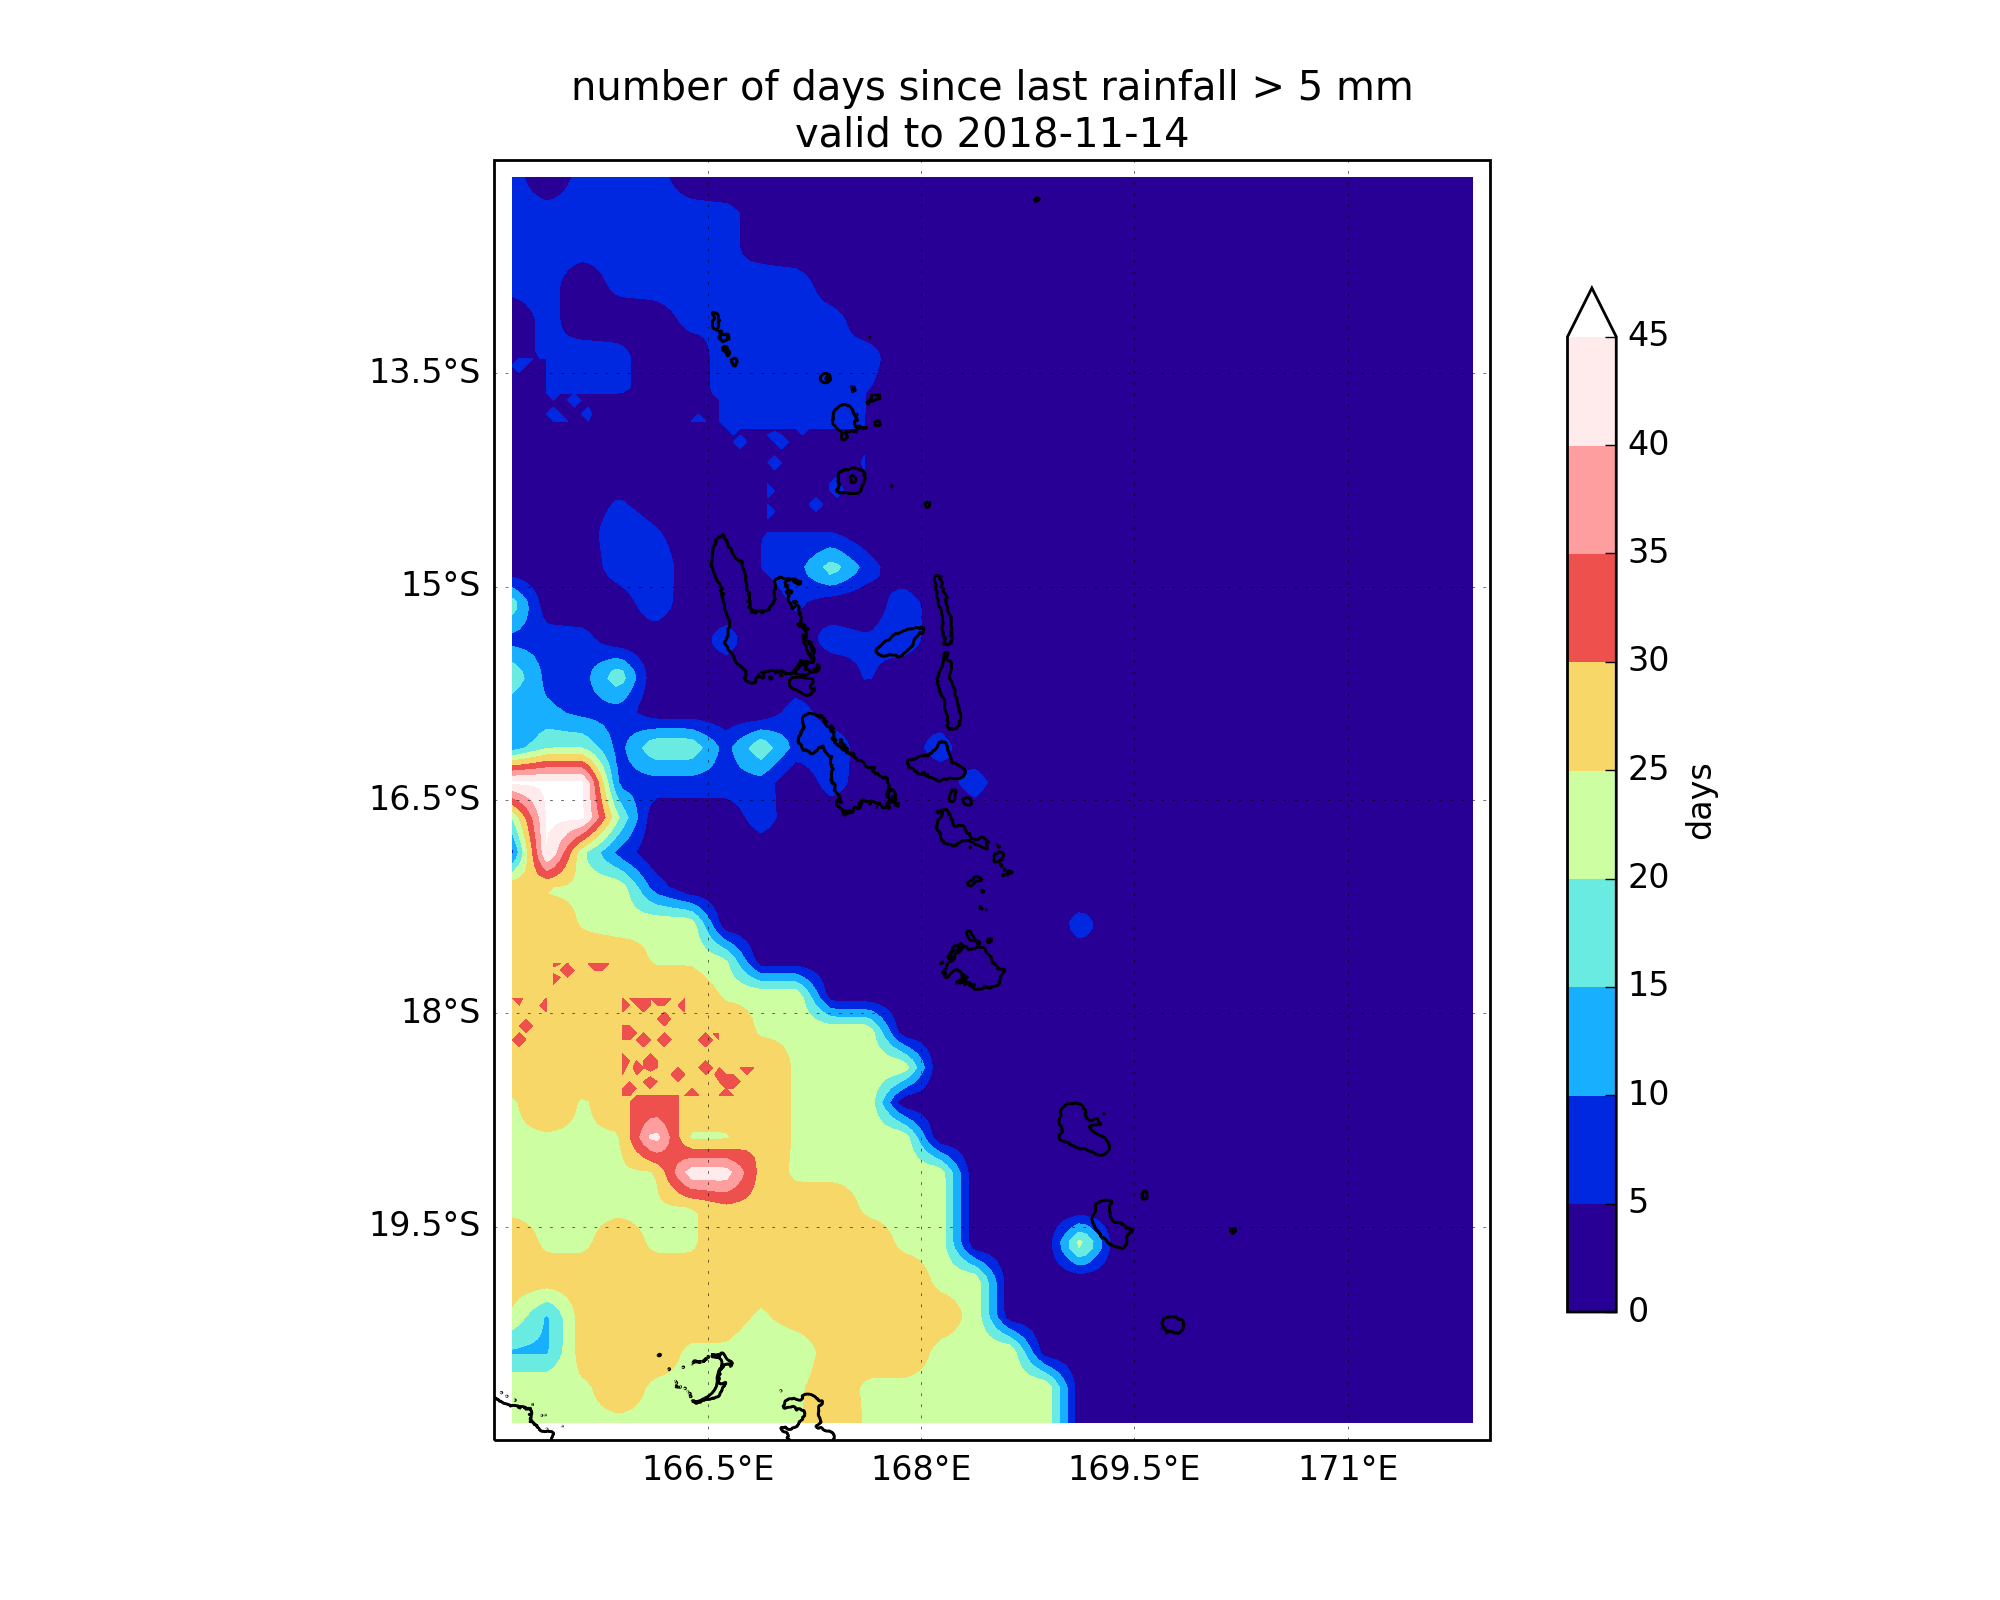 number of days since last rainfall > 5 mm
valid to 2018-11-14
13.5°S
15°S
16.5°S
18°S
19.5°S
166.5°E
168°E
169.5°E
171°E
45
40
35
30
25
20
15
10
5
0
days